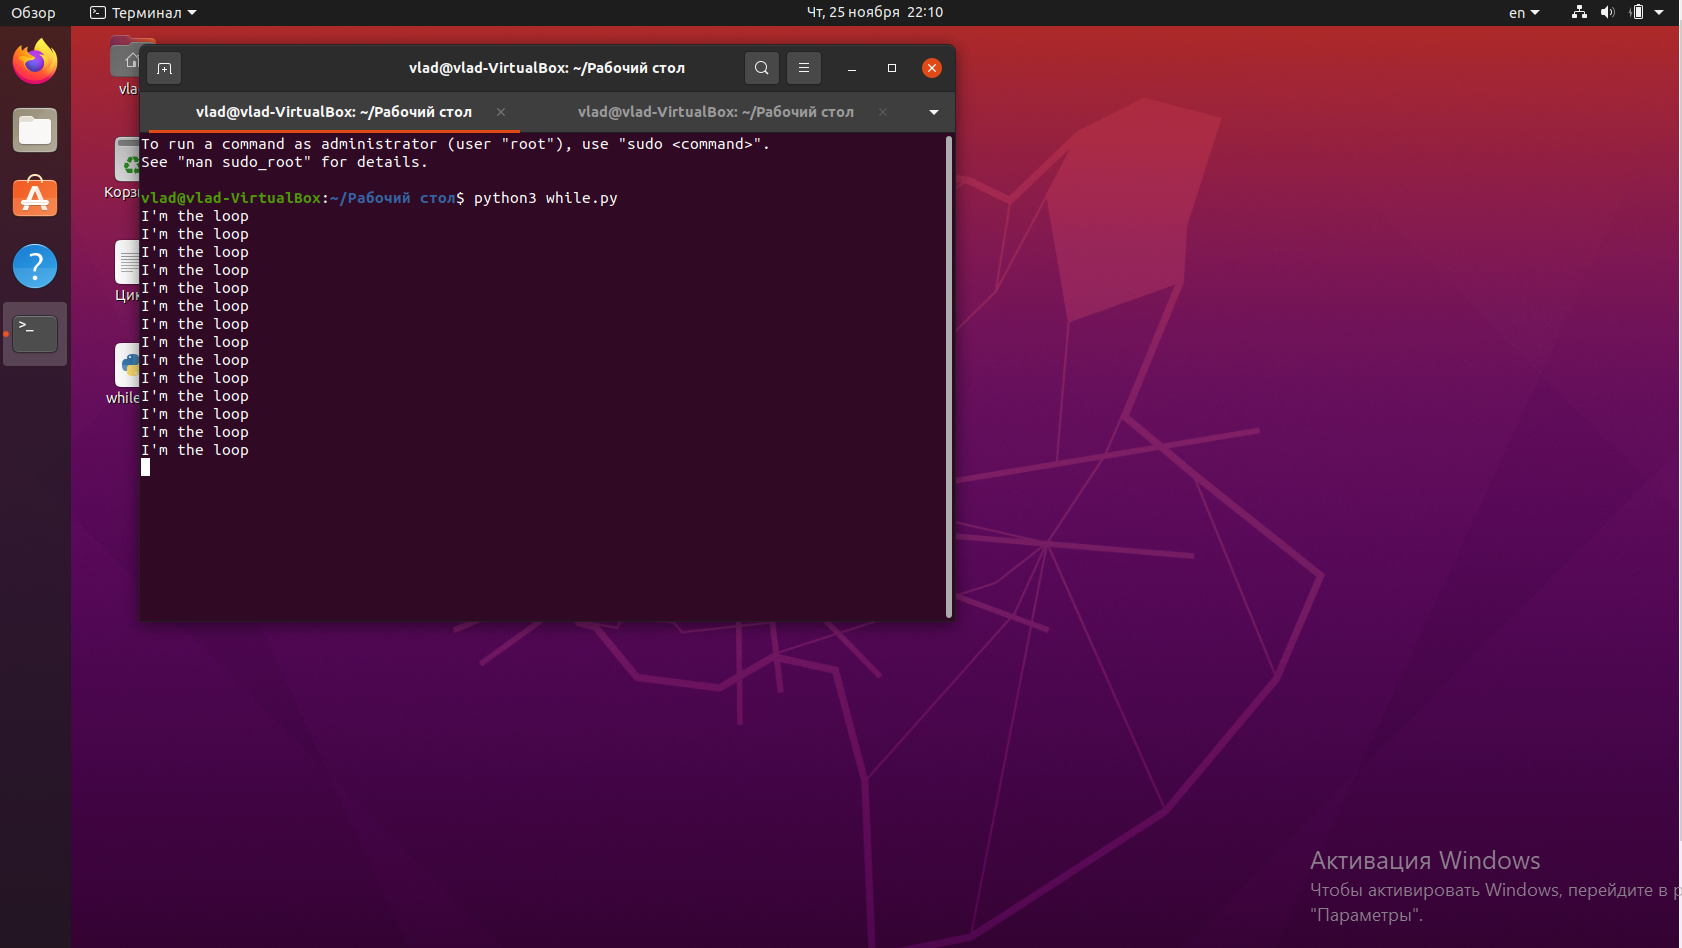 Обзор
Терминал
Чт, 25 ноября 22:10
en
vlad@vlad-VirtualBox: ~/Рабочий стол
vlad@vlad-VirtualBox: ~/Рабочий стол
vlad@vlad-VirtualBox: ~/Рабочий стол
To run a command as administrator (user "root"), use "sudo <command>".
See "man sudo_root" for details.
vlad@vlad-VirtualBox:~/Рабочий стол$ python3 while.py
I'm the loop
I'm the loop
I'm the loop
I'm the loop
I'm the loop
I'm the loop
I'm the loop
I'm the loop
I'm the loop
I'm the loop
I'm the loop
I'm the loop
I'm the loop
I'm the loop
while
Активация Windows
Чтобы активировать Windows, перейдите в
"Параметры".